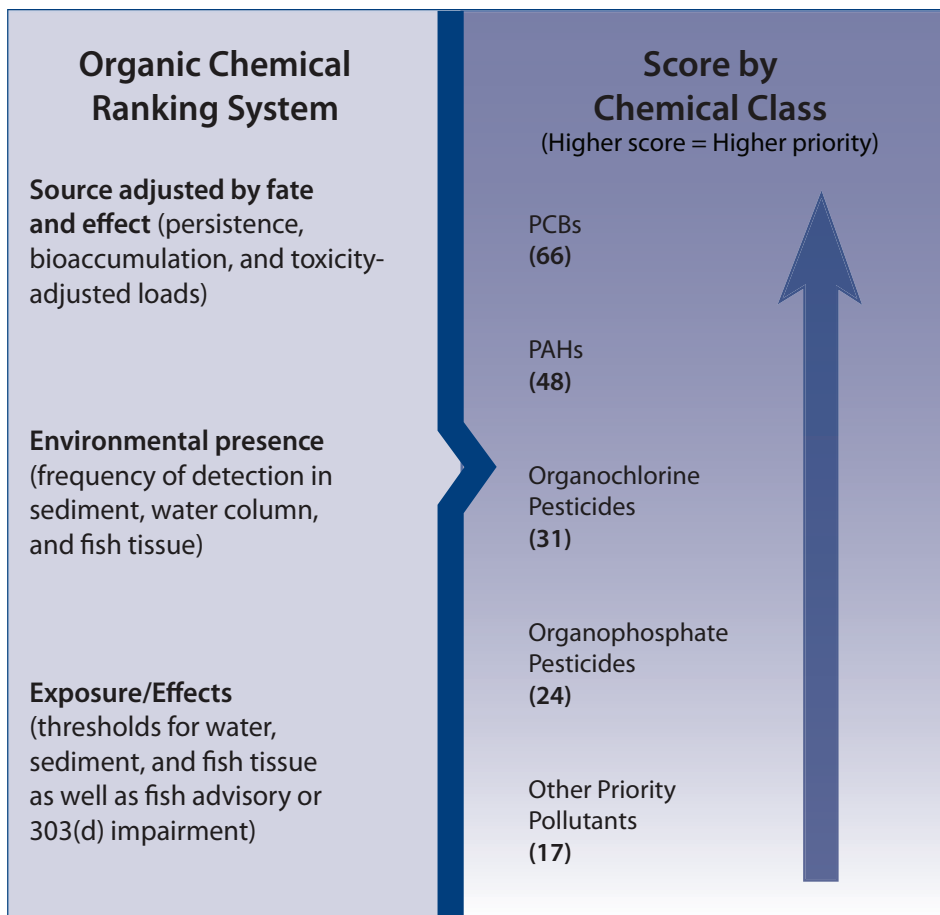 Organic Chemical
Ranking System
Source adjusted by fate
and effect (persistence,
bioaccumulation, and toxicity-
adjusted loads)
Environmental presence
(frequency of detection in
sediment, water column,
and fish tissue)
Exposure/Effects
(thresholds for water,
sediment, and fish tissue
as well as fish advisory or
303(d) impairment)
Score by
Chemical Class
(Higher score = Higher priority)
PCBs
(66)
PAHs
(48)
Organochlorine
Pesticides
(31)
Organophosphate
Pesticides
(24)
Other Priority
Pollutants
(17)